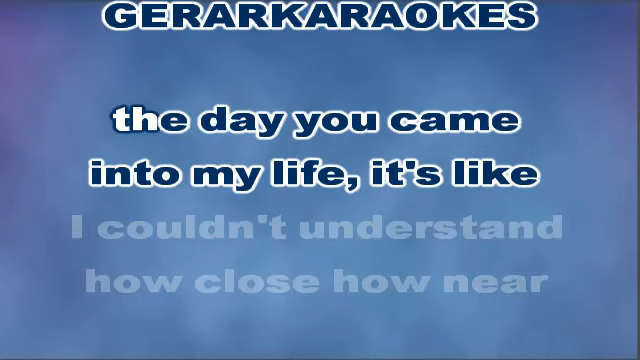 GERARKARAOKES
the day you came
into my life, it's like
I couldn't understand
how close how near